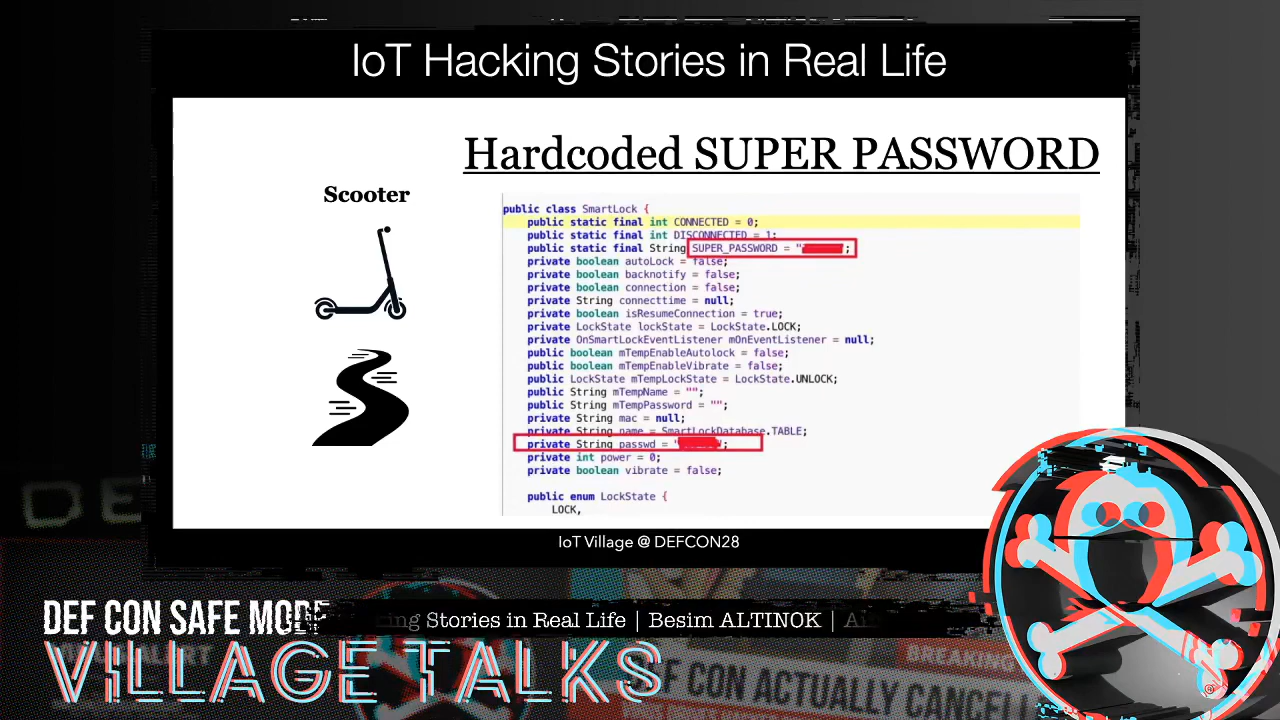 IoT Hacking Stories in Real Life
Hardcoded SUPER PASSWORD
Scooter
public class SmartLock {
public static final int CONNECTED = 0;
public static final int DISCONNECTED = 1;
public static final String SUPER_PASSWORD = "";
private boolean autoLock = false;
private boolean backnotify = false;
private boolean connection = false;
private String connecttime = null;
private boolean isResumeConnection = true;
private LockState lockState = LockState.LOCK;
private OnSmartLockEventListener mOnEventListener = null;
public boolean mTempEnableAutolock = false;
public boolean mTempEnableVibrate = false;
public LockState mTempLockState = LockState.UNLOCK;
public String mTempName = "";
public String mTempPassword = "";
private String mac = null;
private String name = SmartLockDatabase.TABLE;
private String passwd = "";
private int power = 0;
private boolean vibrate = false;
public enum LockState {
LOCK,
IoT Village @ DEFCON28
DEF CON SAFE MODE
Stories in Real Life | Besim ALTINOK |
VILLAGE TALKS
BREAKING
DEF CON ACTUALLY CANCELL